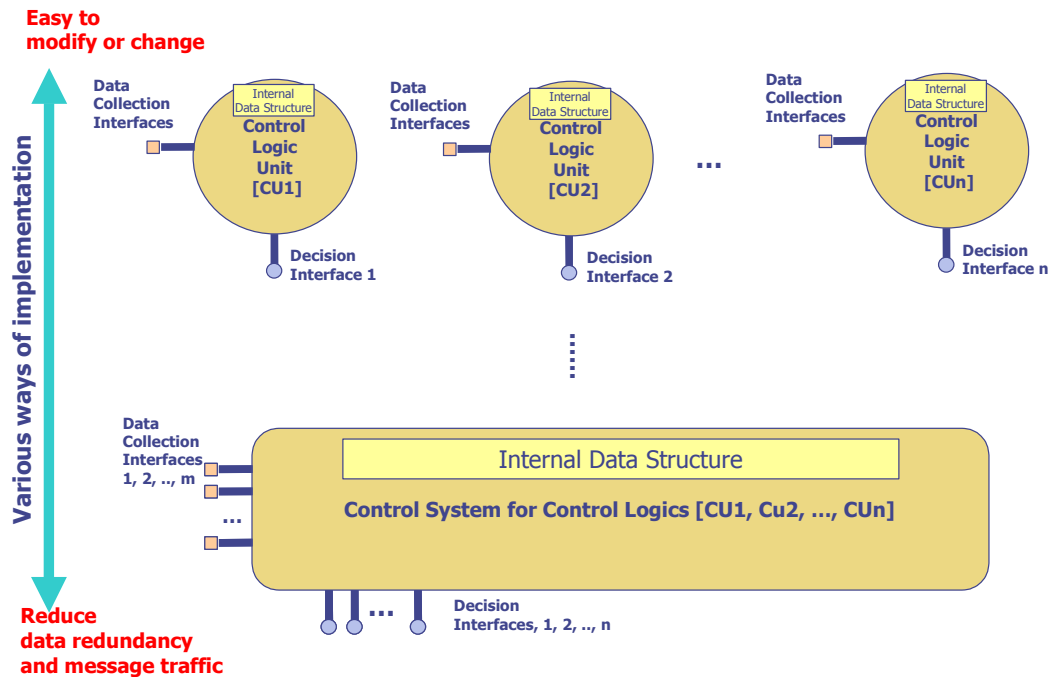 Easy to
modify or change
Various ways of implementation
Data
Collection
Interfaces
Internal
Data Structure
Control
Logic
Unit
[CU1]
Decision
Interface 1
Data
Collection
Interfaces
Internal
Data Structure
Control
Logic
Unit
[CU2]
Decision
Interface 2
...
Data
Collection
Interfaces
Internal
Data Structure
Control
Logic
Unit
[CUn]
Decision
Interface n
Data
Collection
Interfaces
1, 2, .., m
...
Internal Data Structure
Control System for Control Logics [CU1, Cu2, ..., CUn]
...
Decision
Interfaces, 1, 2, .., n
Reduce
data redundancy
and message traffic